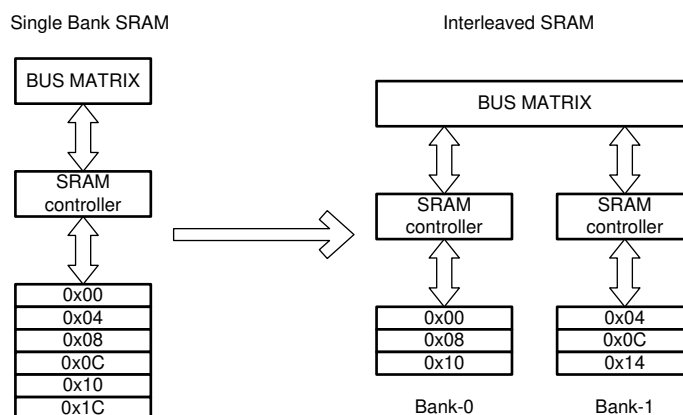 Single Bank SRAM
BUS MATRIX
SRAM
controller
0x00
0x04
0x08
0x0C
0x10
0x1C
Interleaved SRAM
BUS MATRIX
SRAM
controller
SRAM
controller
0x00
0x08
0x10
0x04
0x0C
0x14
Bank-0
Bank-1